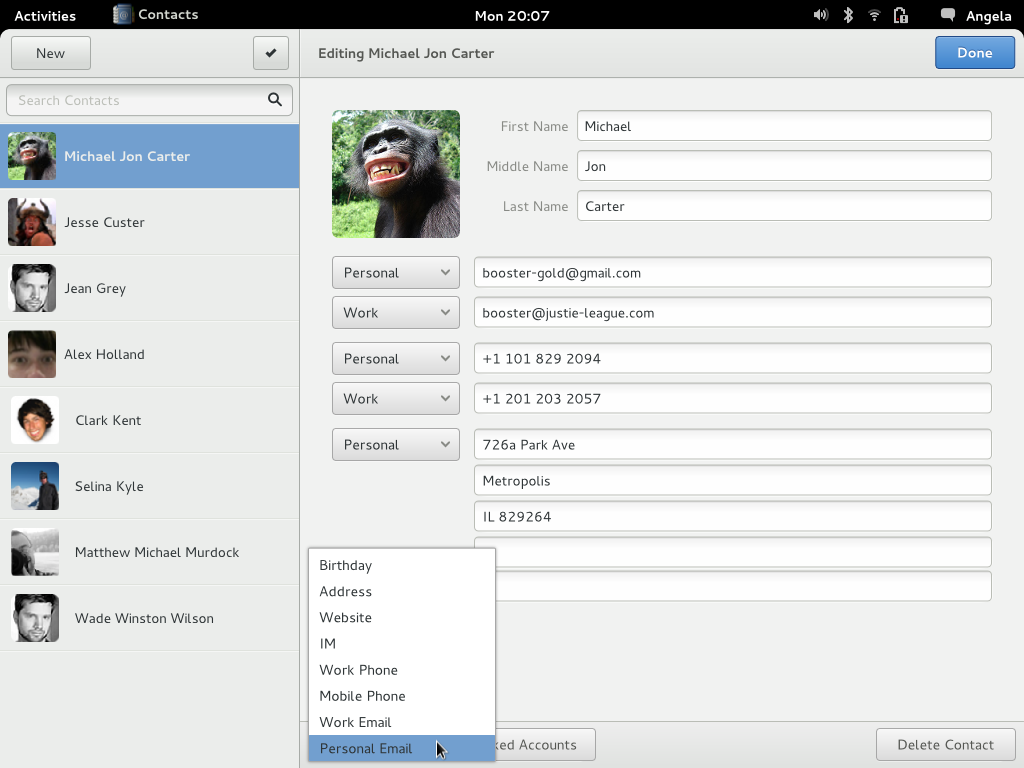 Activities
Contacts
Mon 20:07
Angela
New
Editing Michael Jon Carter
Done
Search Contacts
Michael Jon Carter
Jesse Custer
Jean Grey
Alex Holland
Clark Kent
Selina Kyle
Matthew Michael Murdock
Wade Winston Wilson
First Name Michael
Middle Name Jon
Last Name Carter
Personal booster-gold@gmail.com
Work booster@justie-league.com
Personal +1 101 829 2094
Work +1 201 203 2057
Personal 726a Park Ave
Metropolis
IL 829264
Birthday
Address
Website
IM
Work Phone
Mobile Phone
Work Email
Personal Email
Accounts
Delete Contact